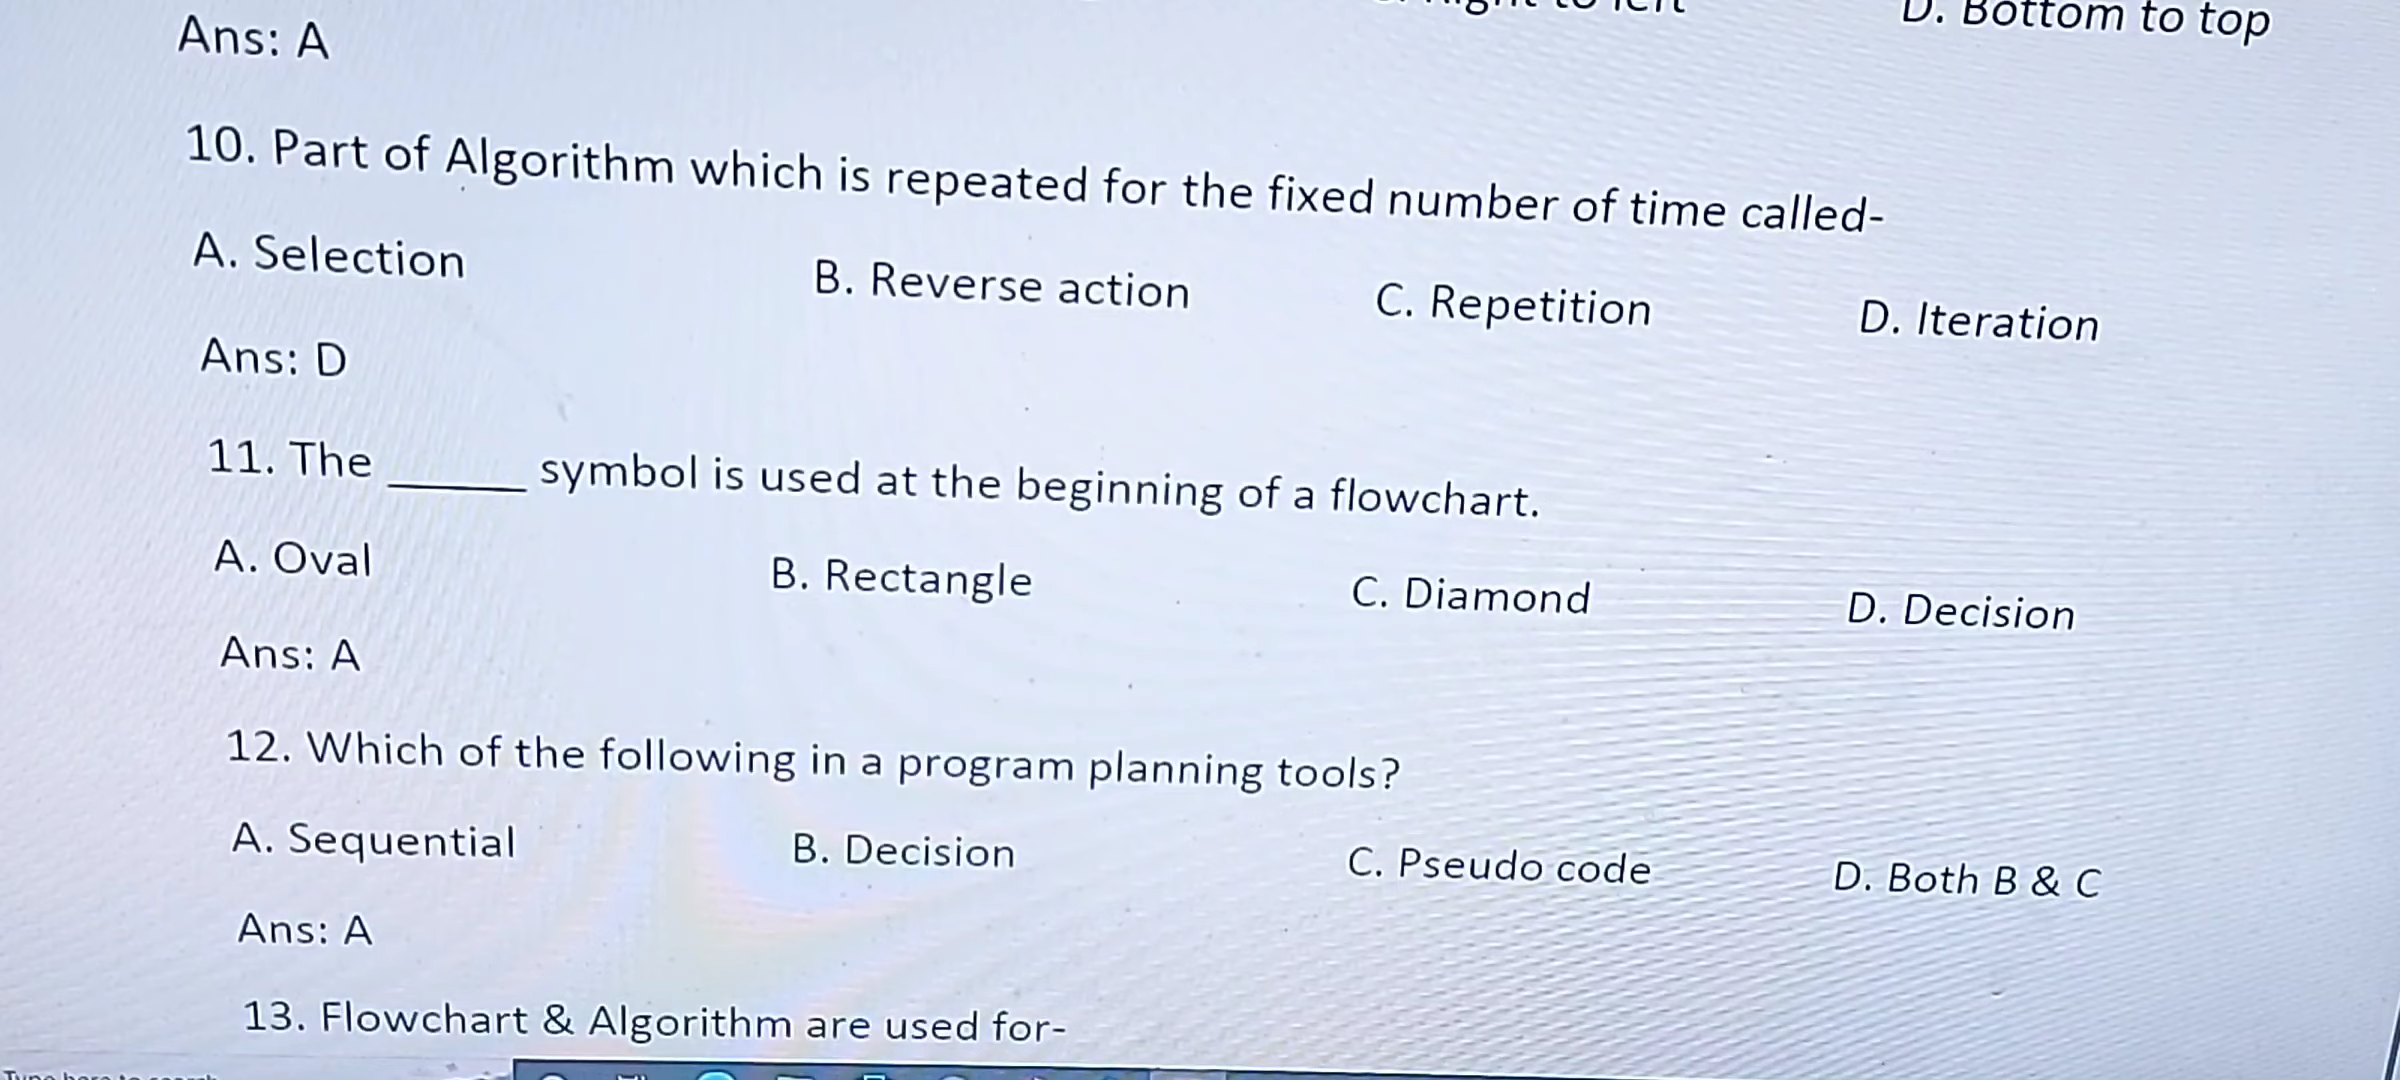 D. Bottom to top
Ans: A
10. Part of Algorithm which is repeated for the fixed number of time called-
A. Selection B. Reverse action C. Repetition D. Iteration
Ans: D
11. The ______ symbol is used at the beginning of a flowchart.
A. Oval B. Rectangle C. Diamond D. Decision
Ans: A
12. Which of the following in a program planning tools?
A. Sequential B. Decision C. Pseudo code D. Both B & C
Ans: A
13. Flowchart & Algorithm are used for-